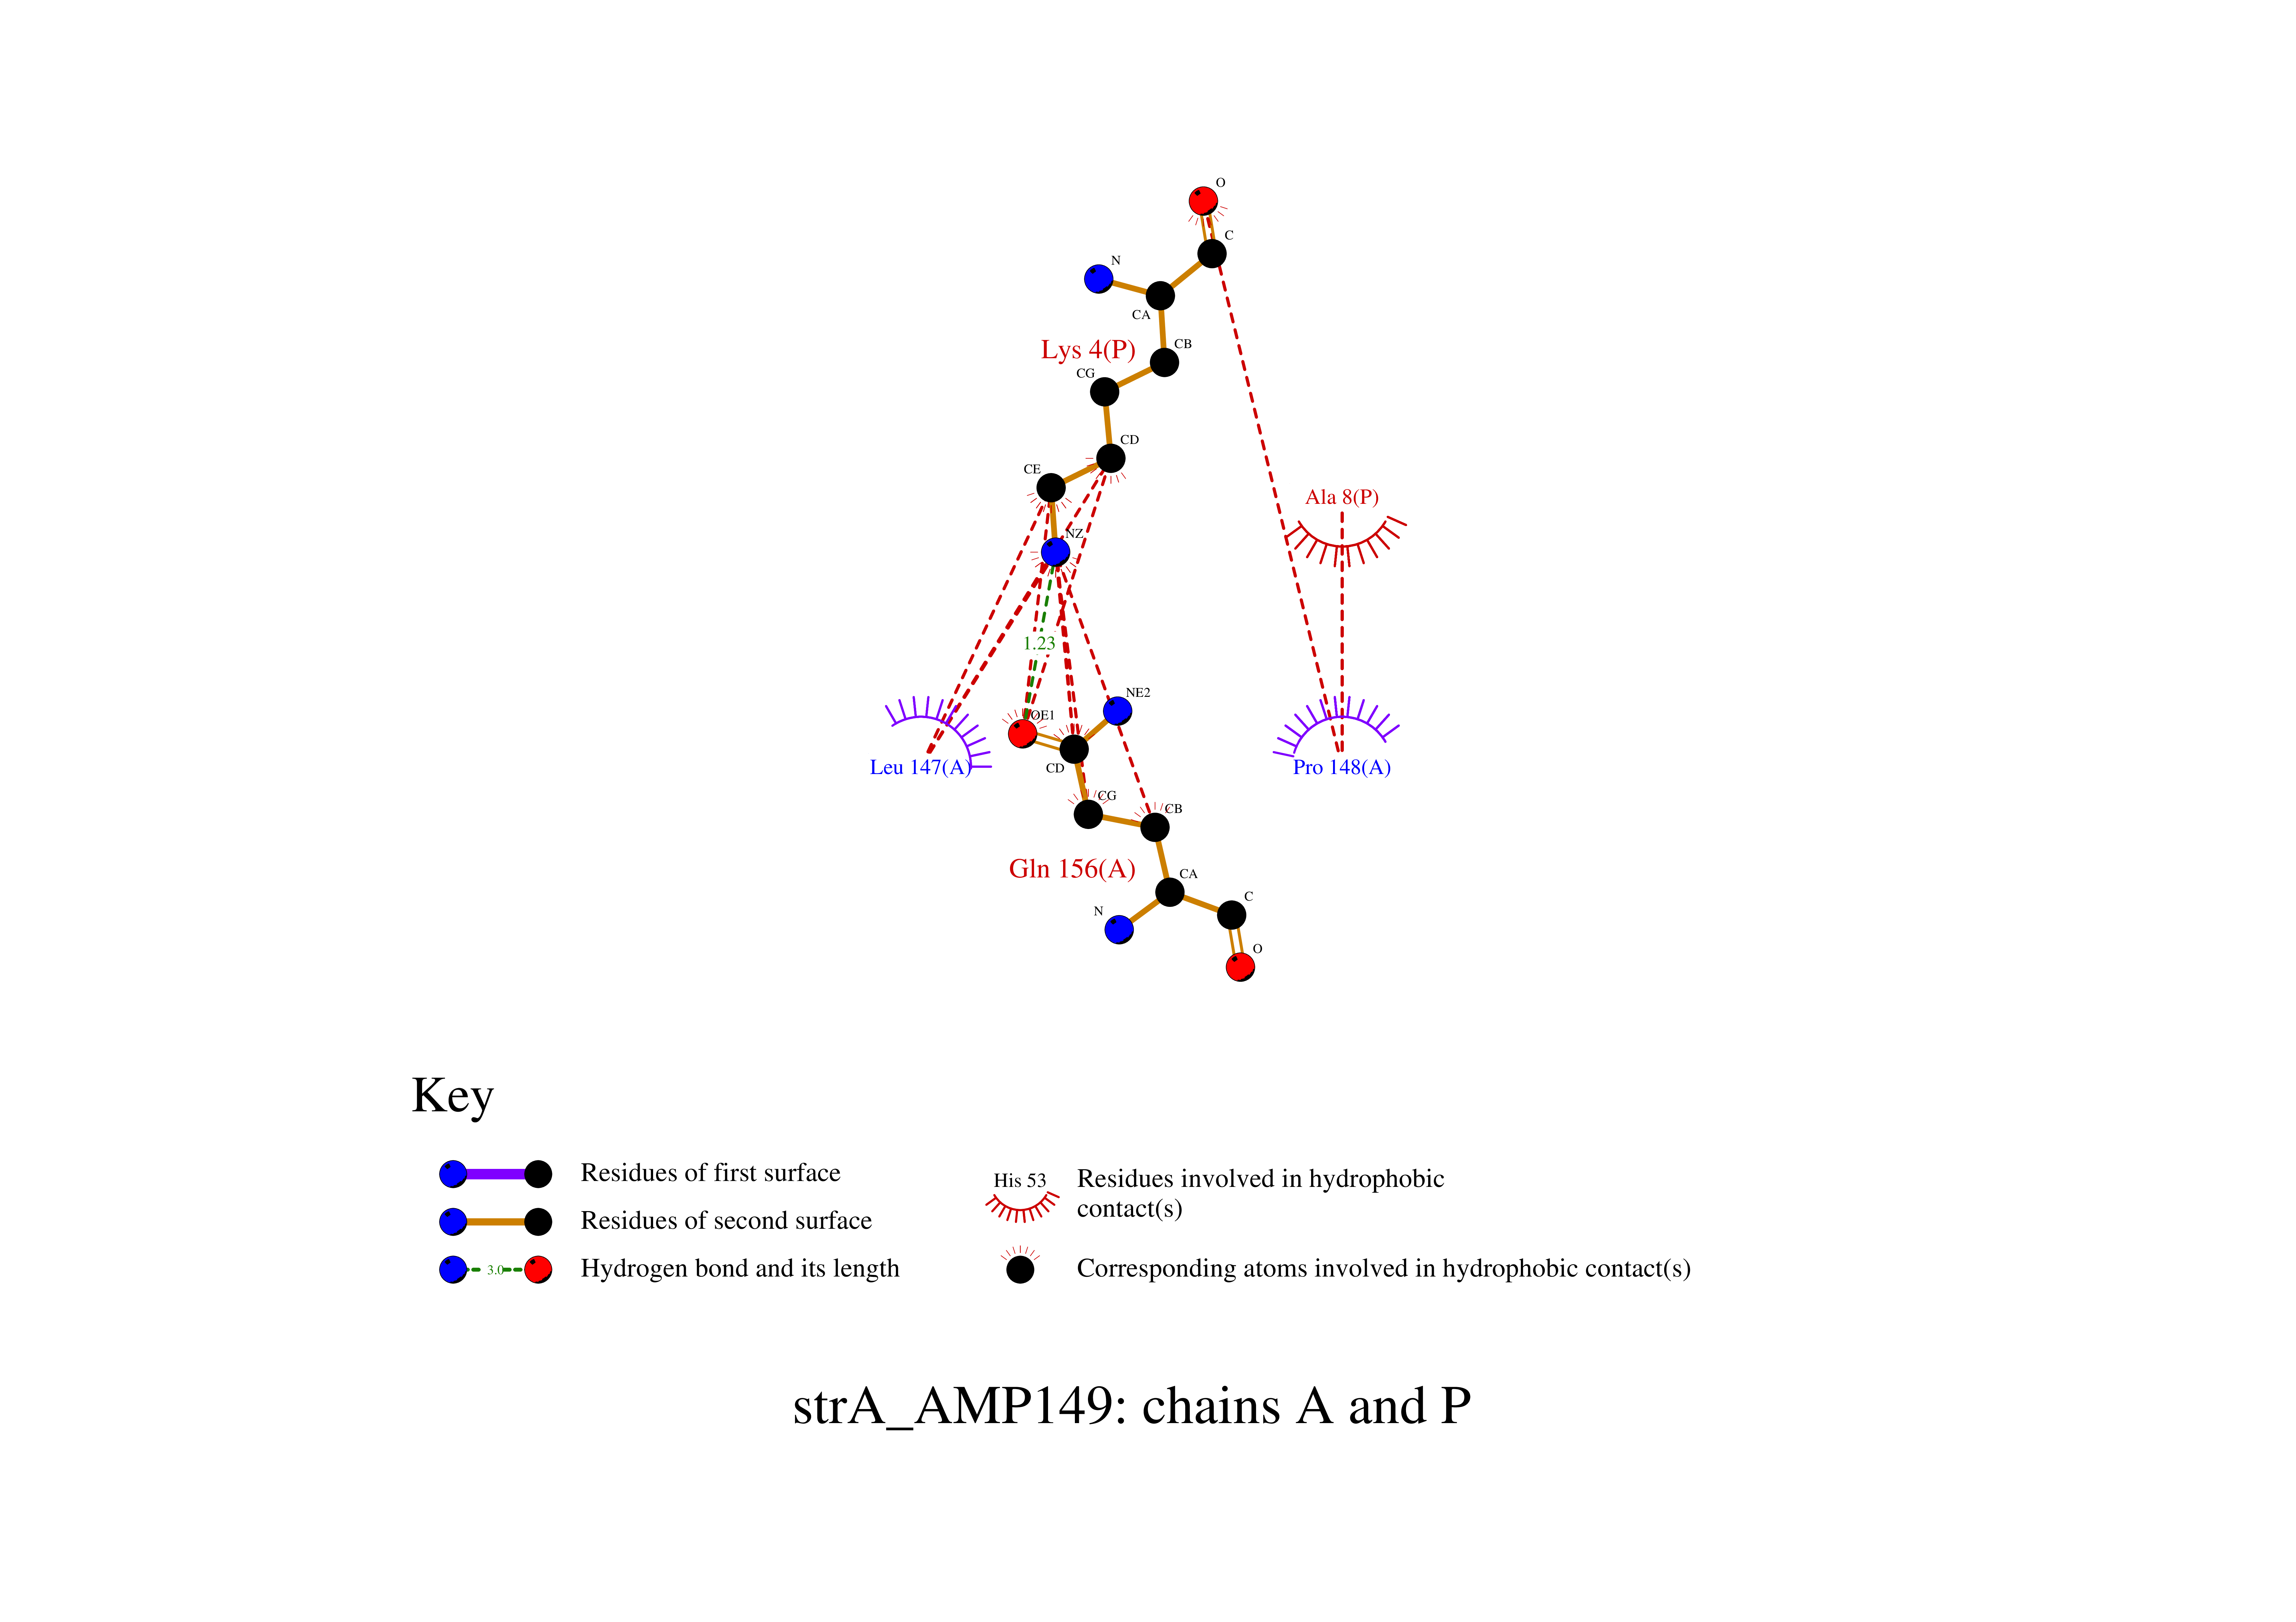 O
C
N
CA
CB
Lys 4(P)
CG
CD
CE
Ala 8(P)
NZ
1.23
NE2
OE1
Leu 147(A)
CD
Pro 148(A)
CG
CB
Gln 156(A)
CA
C
N
O
Key
Residues of first surface
Residues of second surface
3.0
Hydrogen bond and its length
His 53
Residues involved in hydrophobic
contact(s)
Corresponding atoms involved in hydrophobic contact(s)
strA_AMP149: chains A and P